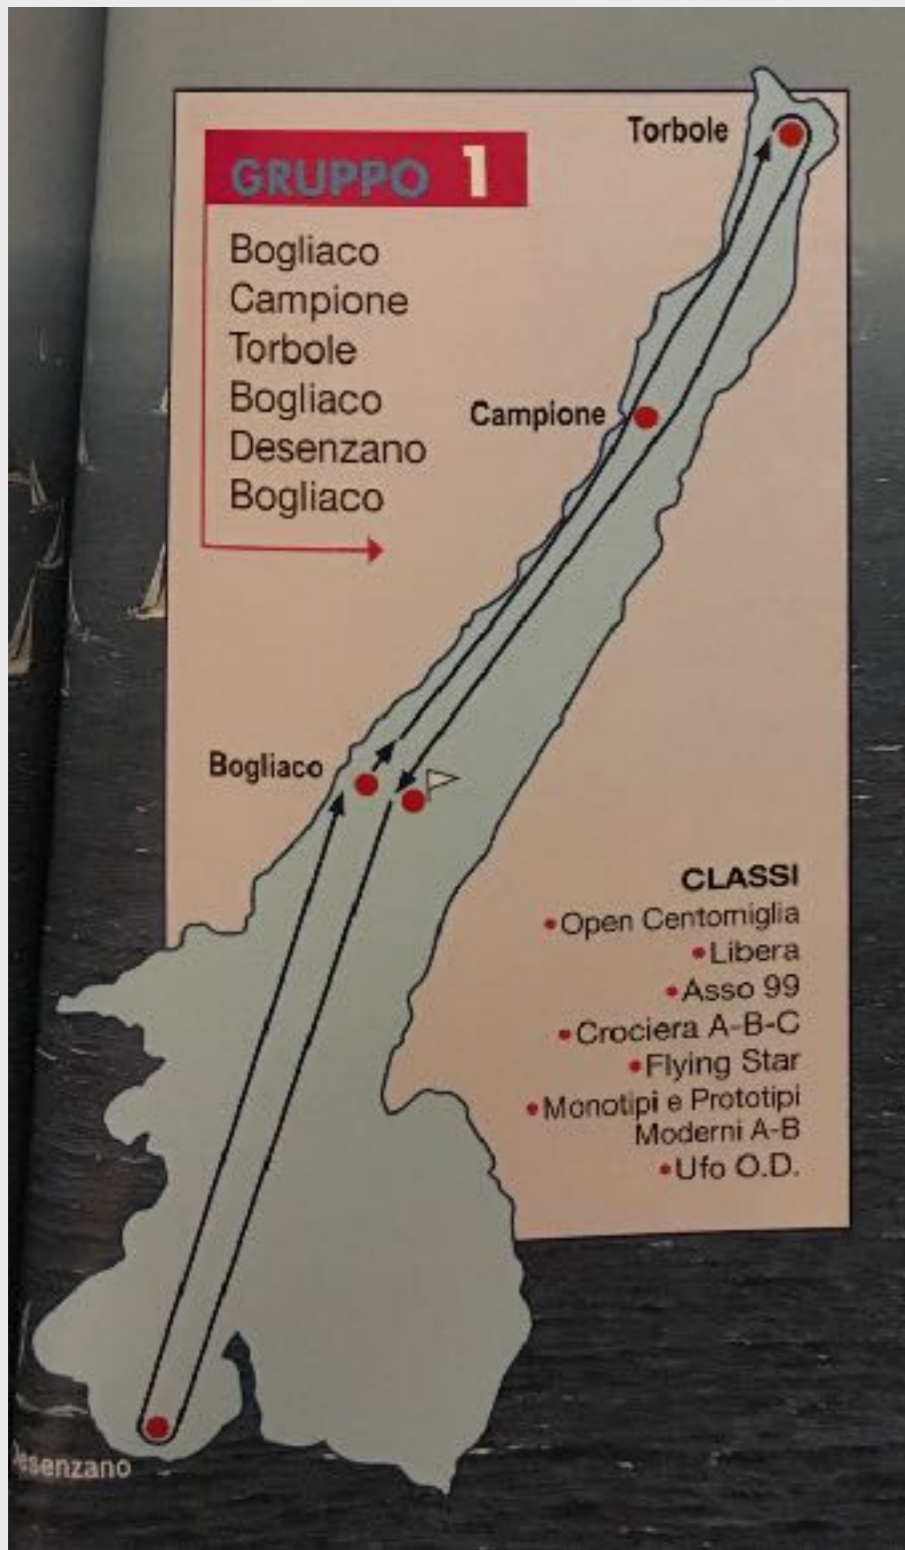 GRUPPO 1
Bogliaco
Campione
Torbole
Bogliaco
Desenzano
Bogliaco
Torbole
Campione
Bogliaco
CLASSI
• Open Centomiglia
• Libera
• Asso 99
• Crociera A-B-C
• Flying Star
• Monotipi e Prototipi
Moderni A-B
• Ufo O.D.
Desenzano